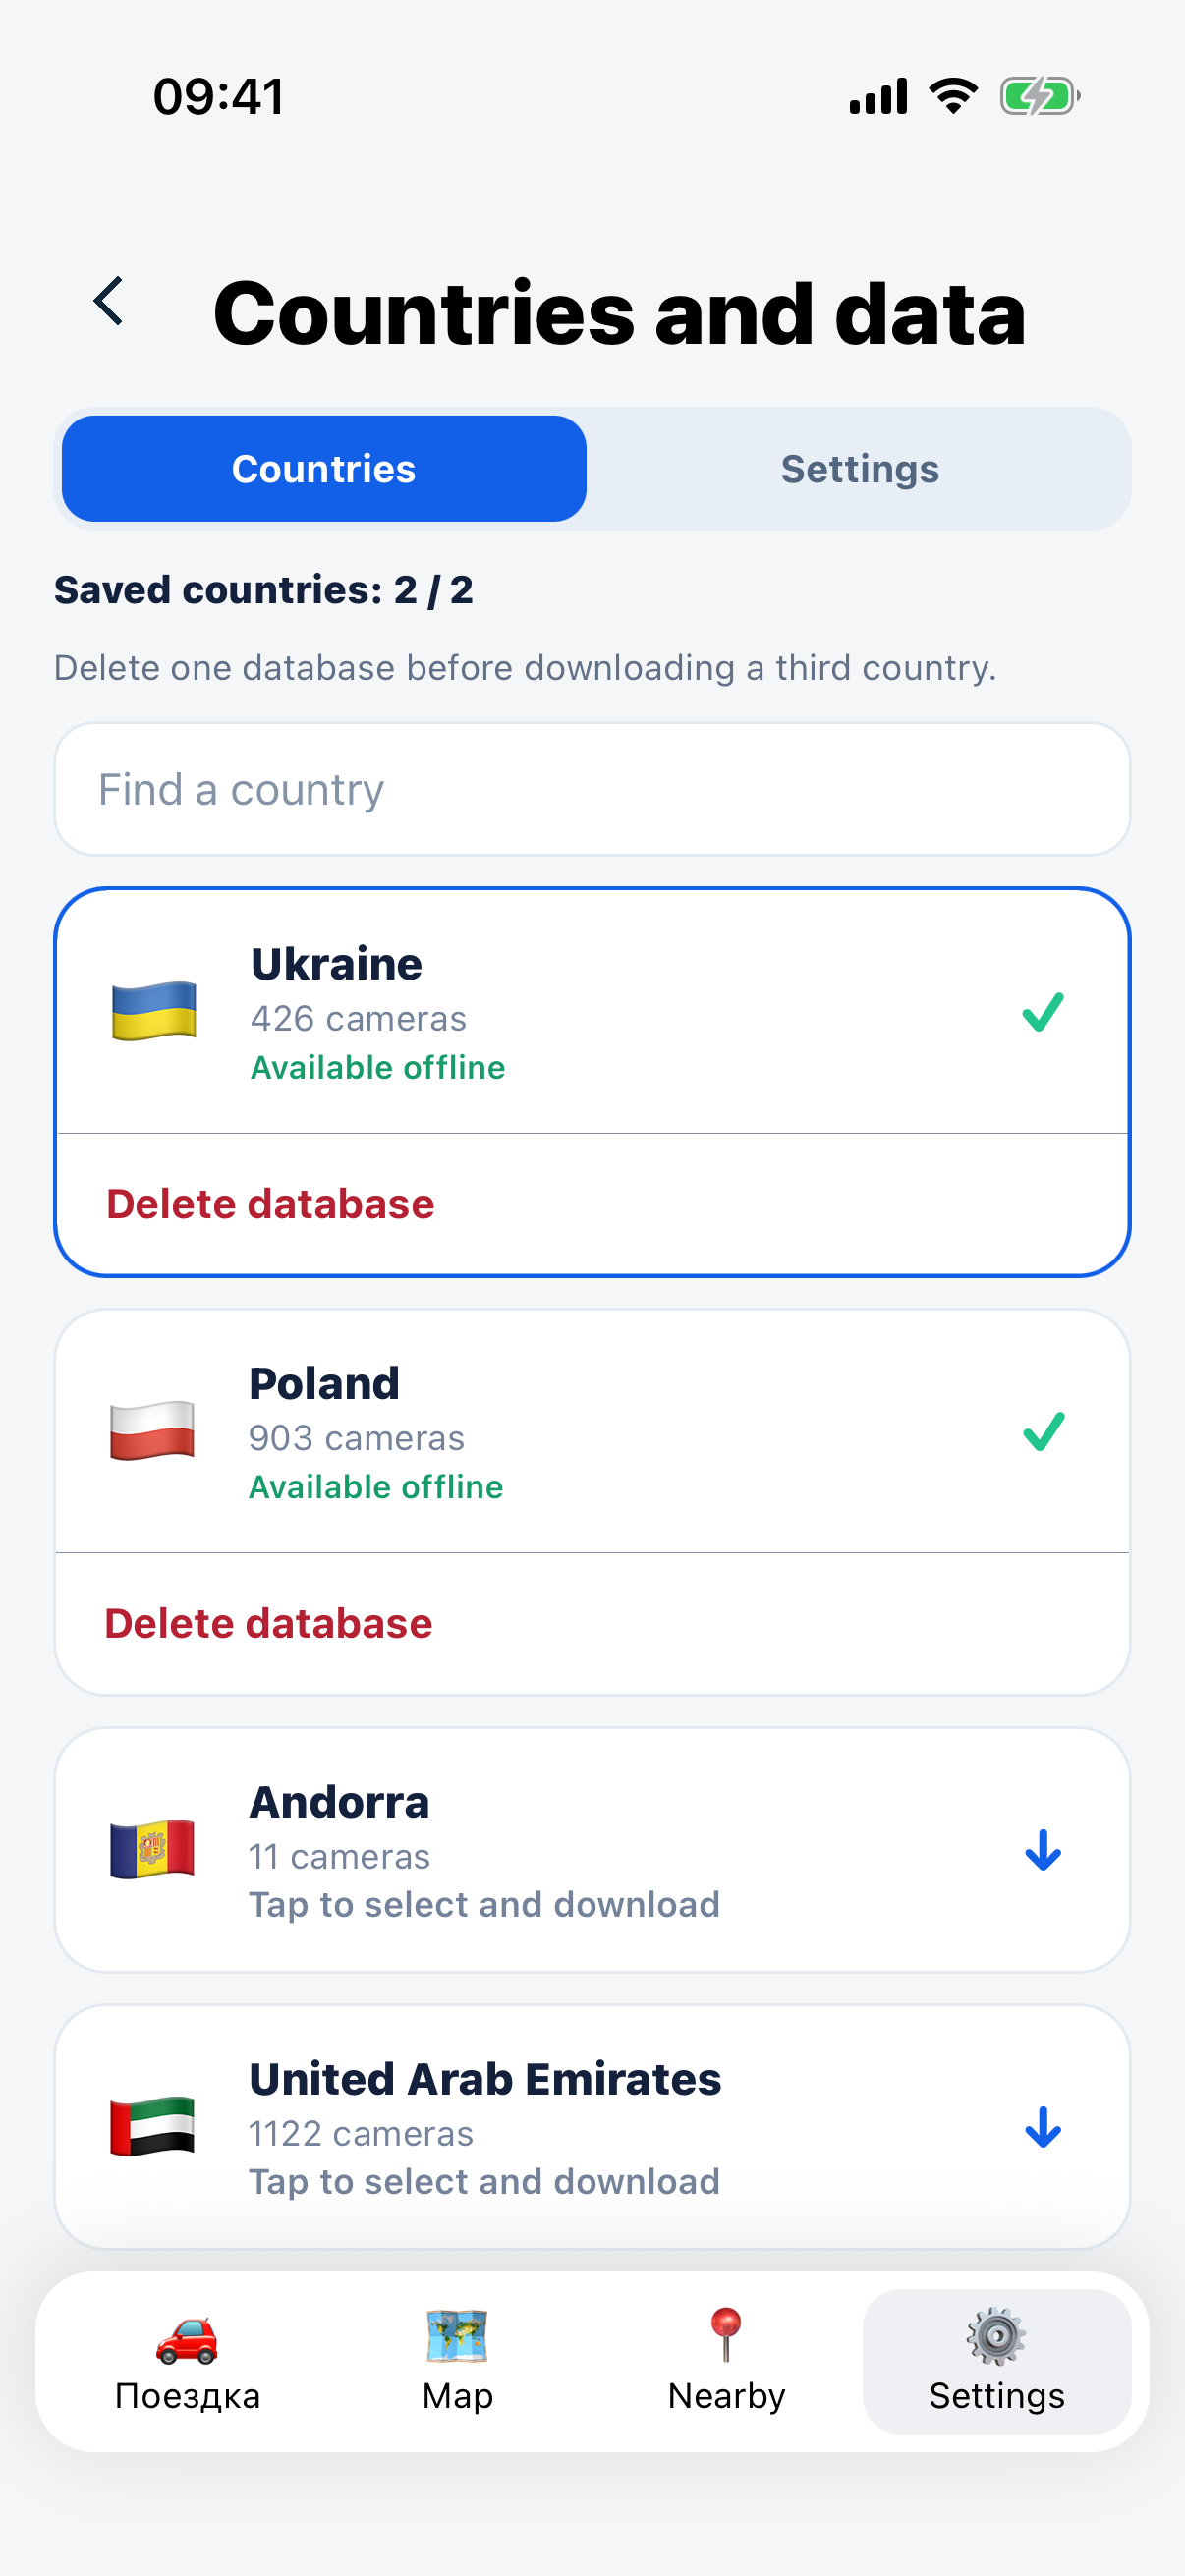 09:41
Countries and data
Countries
Settings
Saved countries: 2 / 2
Delete one database before downloading a third country.
Find a country
Ukraine
426 cameras
Available offline
Delete database
Poland
903 cameras
Available offline
Delete database
Andorra
11 cameras
Tap to select and download
United Arab Emirates
1122 cameras
Tap to select and download
Поездка
Map
Nearby
Settings